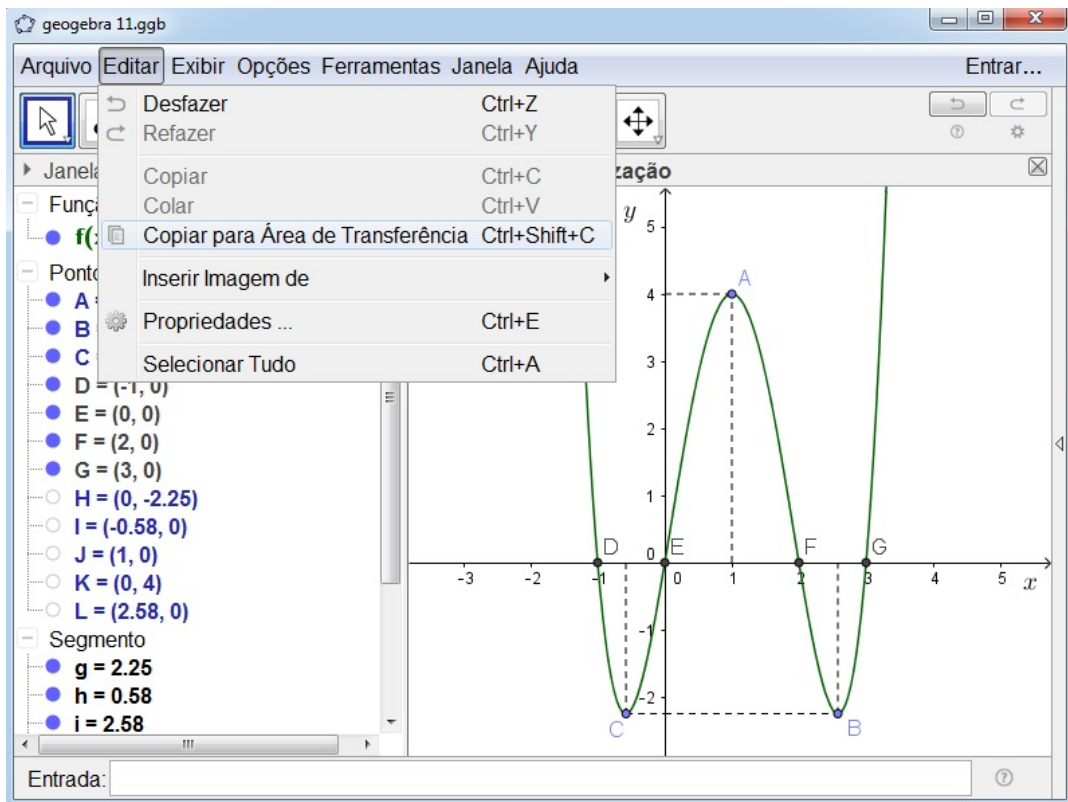 geogebra 11.ggb
Arquivo Editar Exibir Opções Ferramentas Janela Ajuda Entrar...
Desfazer Ctrl+Z
Refazer Ctrl+Y
Copiar Ctrl+C
Colar Ctrl+V
Copiar para Área de Transferência Ctrl+Shift+C
Inserir Imagem de
Propriedades ... Ctrl+E
Selecionar Tudo Ctrl+A
D = (-1, 0)
E = (0, 0)
F = (2, 0)
G = (3, 0)
H = (0, -2.25)
I = (-0.58, 0)
J = (1, 0)
K = (0, 4)
L = (2.58, 0)
Segmento
g = 2.25
h = 0.58
i = 2.58
y
5
4
3
2
1
0
-1
-2
A
D E F G
-3 -2 -1 0 1 2 3 4 5 x
C B
Entrada: